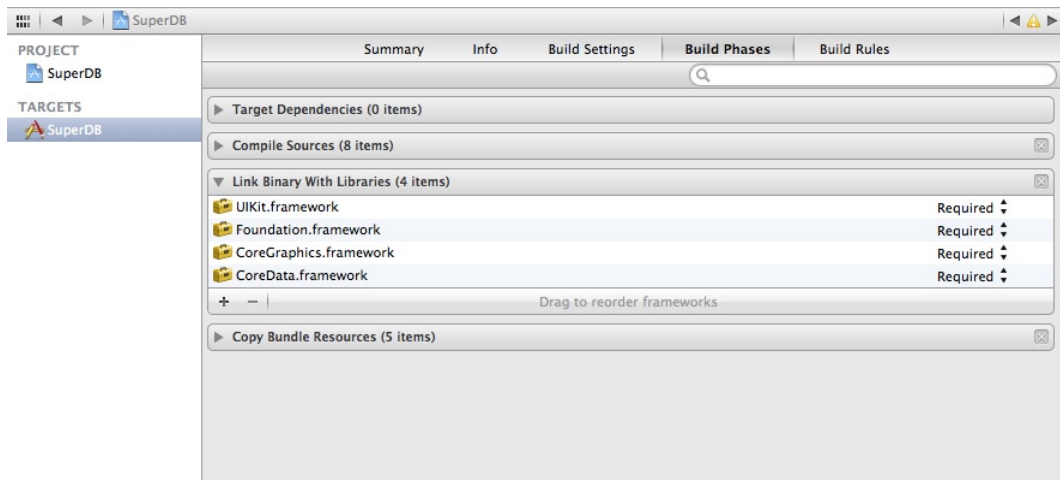 SuperDB
PROJECT
SuperDB
TARGETS
SuperDB
Summary Info Build Settings Build Phases Build Rules
Target Dependencies (0 items)
Compile Sources (8 items)
Link Binary With Libraries (4 items)
UIKit.framework Required
Foundation.framework Required
CoreGraphics.framework Required
CoreData.framework Required
Drag to reorder frameworks
Copy Bundle Resources (5 items)